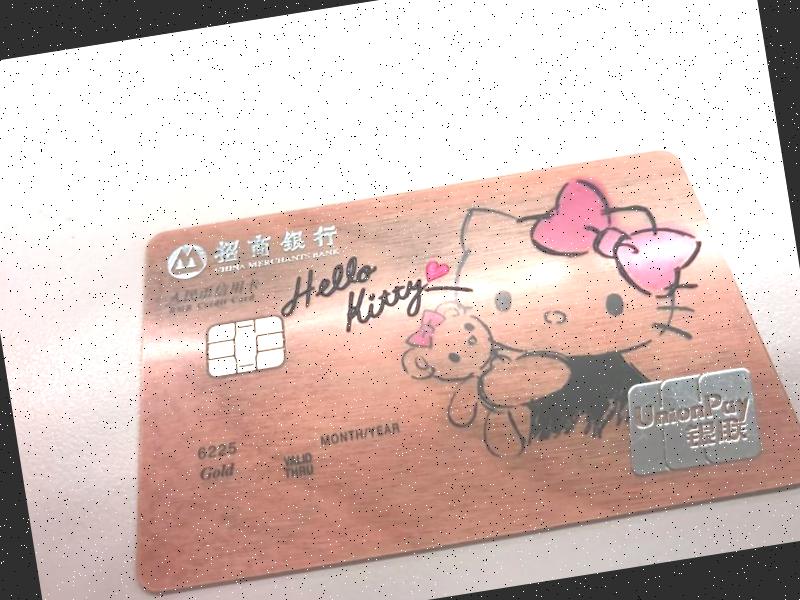 招商银行
CHINA MERCHANTS BANK
人民币信用卡
RMB Credit Card
Hello
Kitty
6225
MONTH/YEAR
Gold
VALID
THRU
UnionPay
银联